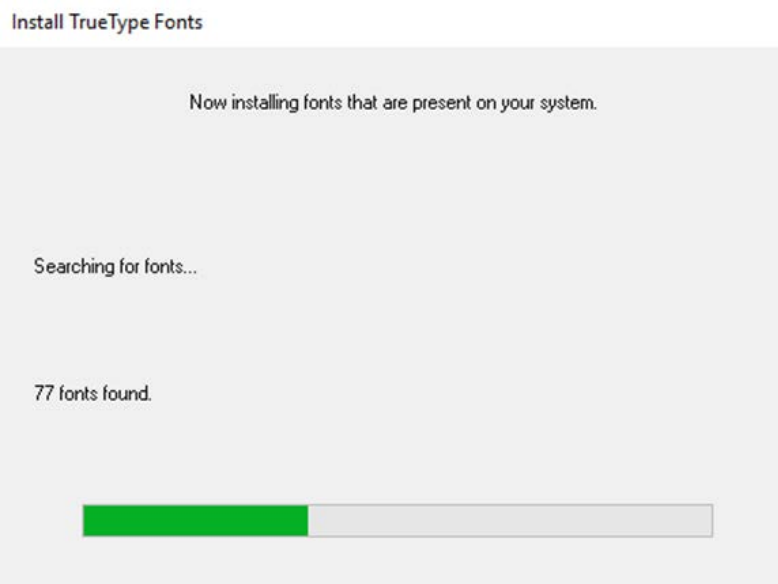 Install TrueType Fonts
Now installing fonts that are present on your system.
Searching for fonts...
77 fonts found.